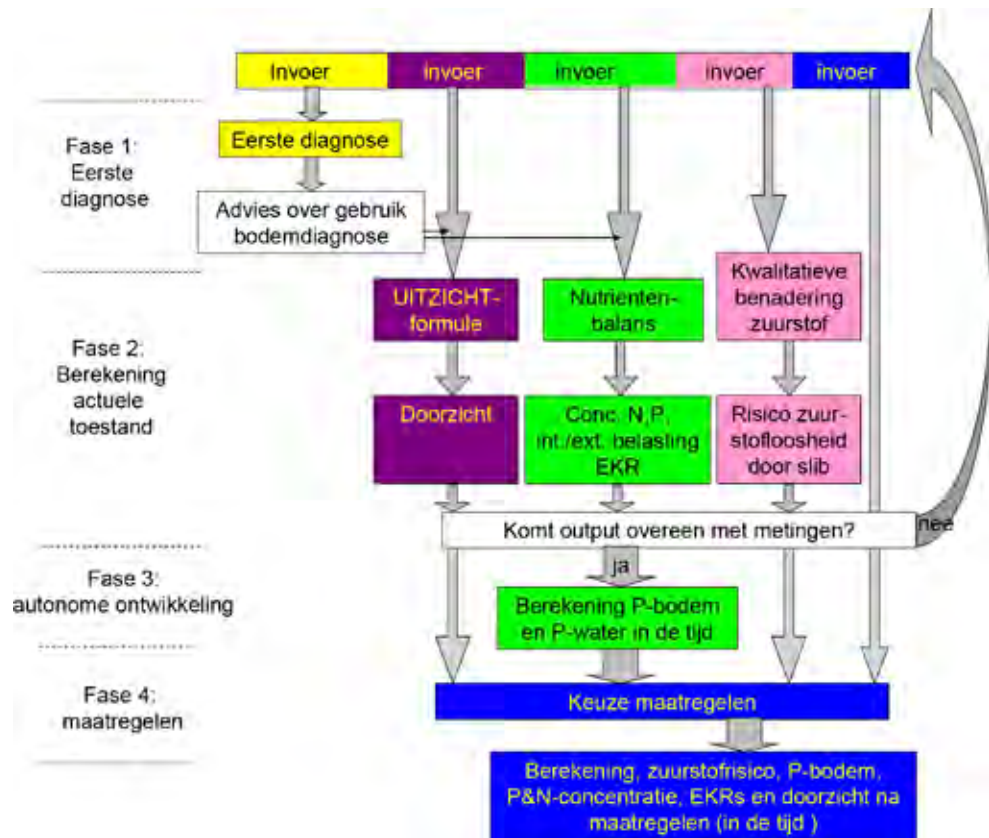 Invoer invoer invoer invoer invoer
Fase 1:
Eerste
diagnose
Eerste diagnose
Advies over gebruik
bodemdiagnose
Fase 2:
Berekening
actuele
toestand
UITZICHT-
formule
Nutrienten-
balans
Kwalitatieve
benadering
zuurstof
Doorzicht
Conc. N,P,
int./ext. belasting
EKR
Risico zuur-
stofloosheid
door slib
Komt output overeen met metingen?
nee
ja
Fase 3:
autonome ontwikkeling
Berekening P-bodem
en P-water in de tijd
Fase 4:
maatregelen
Keuze maatregelen
Berekening, zuurstofrisico, P-bodem,
P&N-concentratie, EKRs en doorzicht na
maatregelen (in de tijd )